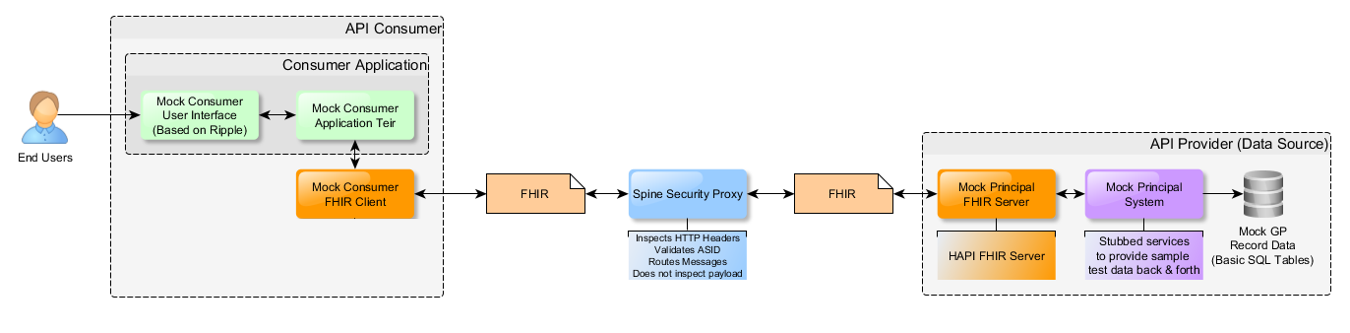 API Consumer
Consumer Application
Mock Consumer
User Interface
(Based on Ripple)
Mock Consumer
Application Teir
End Users
Mock Consumer
FHIR Client
FHIR
Spine Security Proxy
Inspects HTTP Headers
Validates ASID
Routes Messages
Does not inspect payload
FHIR
API Provider (Data Source)
Mock Principal
FHIR Server
HAPI FHIR Server
Mock Principal
System
Stubbed services
to provide sample
test data back & forth
Mock GP
Record Data
(Basic SQL Tables)